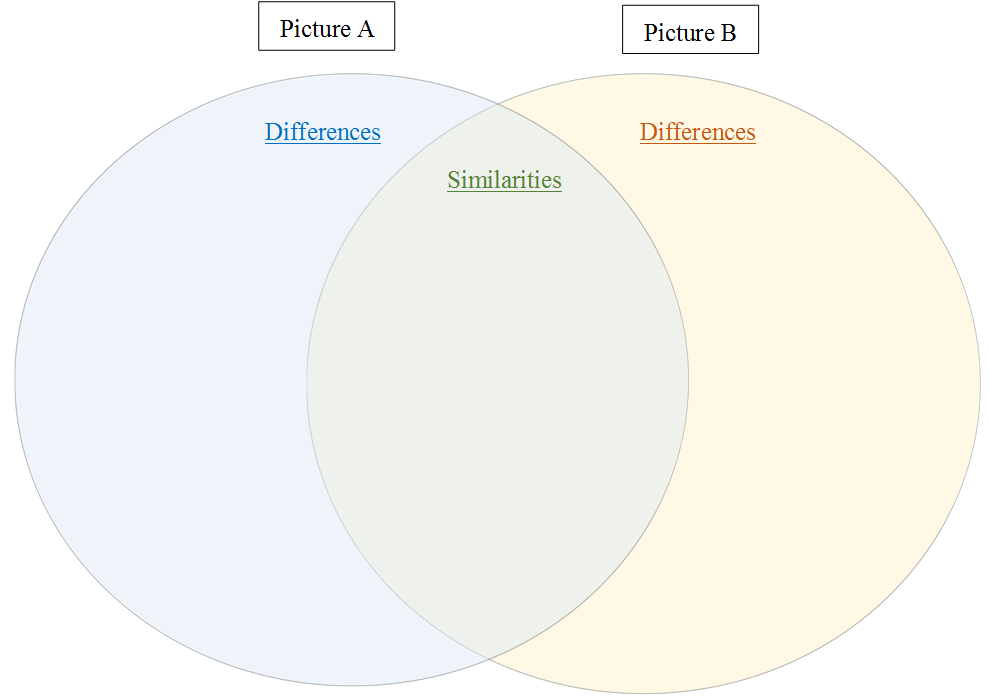 Picture A
Picture B
Differences
Differences
Similarities